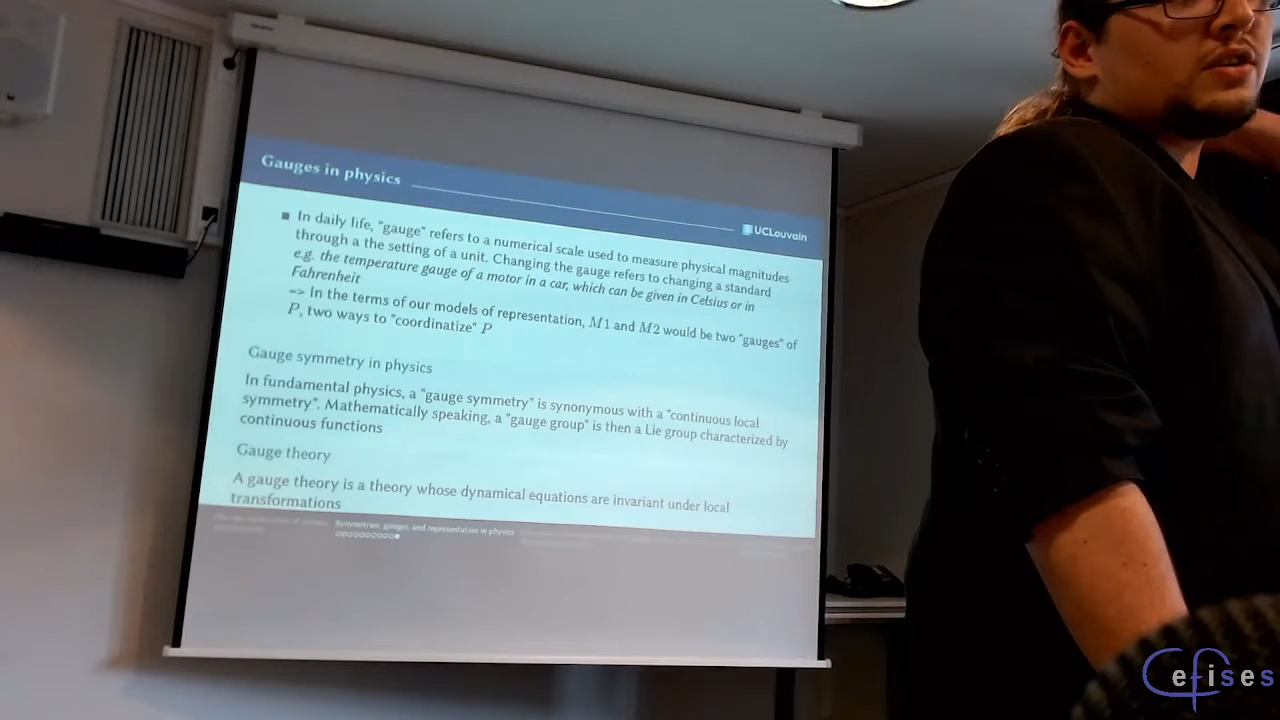 Gauges in physics
UCLouvain
■ In daily life, "gauge" refers to a numerical scale used to measure physical magnitudes
through a the setting of a unit. Changing the gauge refers to changing a standard
e.g. the temperature gauge of a motor in a car, which can be given in Celsius or in
Fahrenheit
=> In the terms of our models of representation, M1 and M2 would be two "gauges" of
P, two ways to "coordinatize" P
Gauge symmetry in physics
In fundamental physics, a "gauge symmetry" is synonymous with a "continuous local
symmetry". Mathematically speaking, a "gauge group" is then a Lie group characterized by
continuous functions
Gauge theory
A gauge theory is a theory whose dynamical equations are invariant under local
transformations
Symmetries, gauges, and representation in physics
Cefises